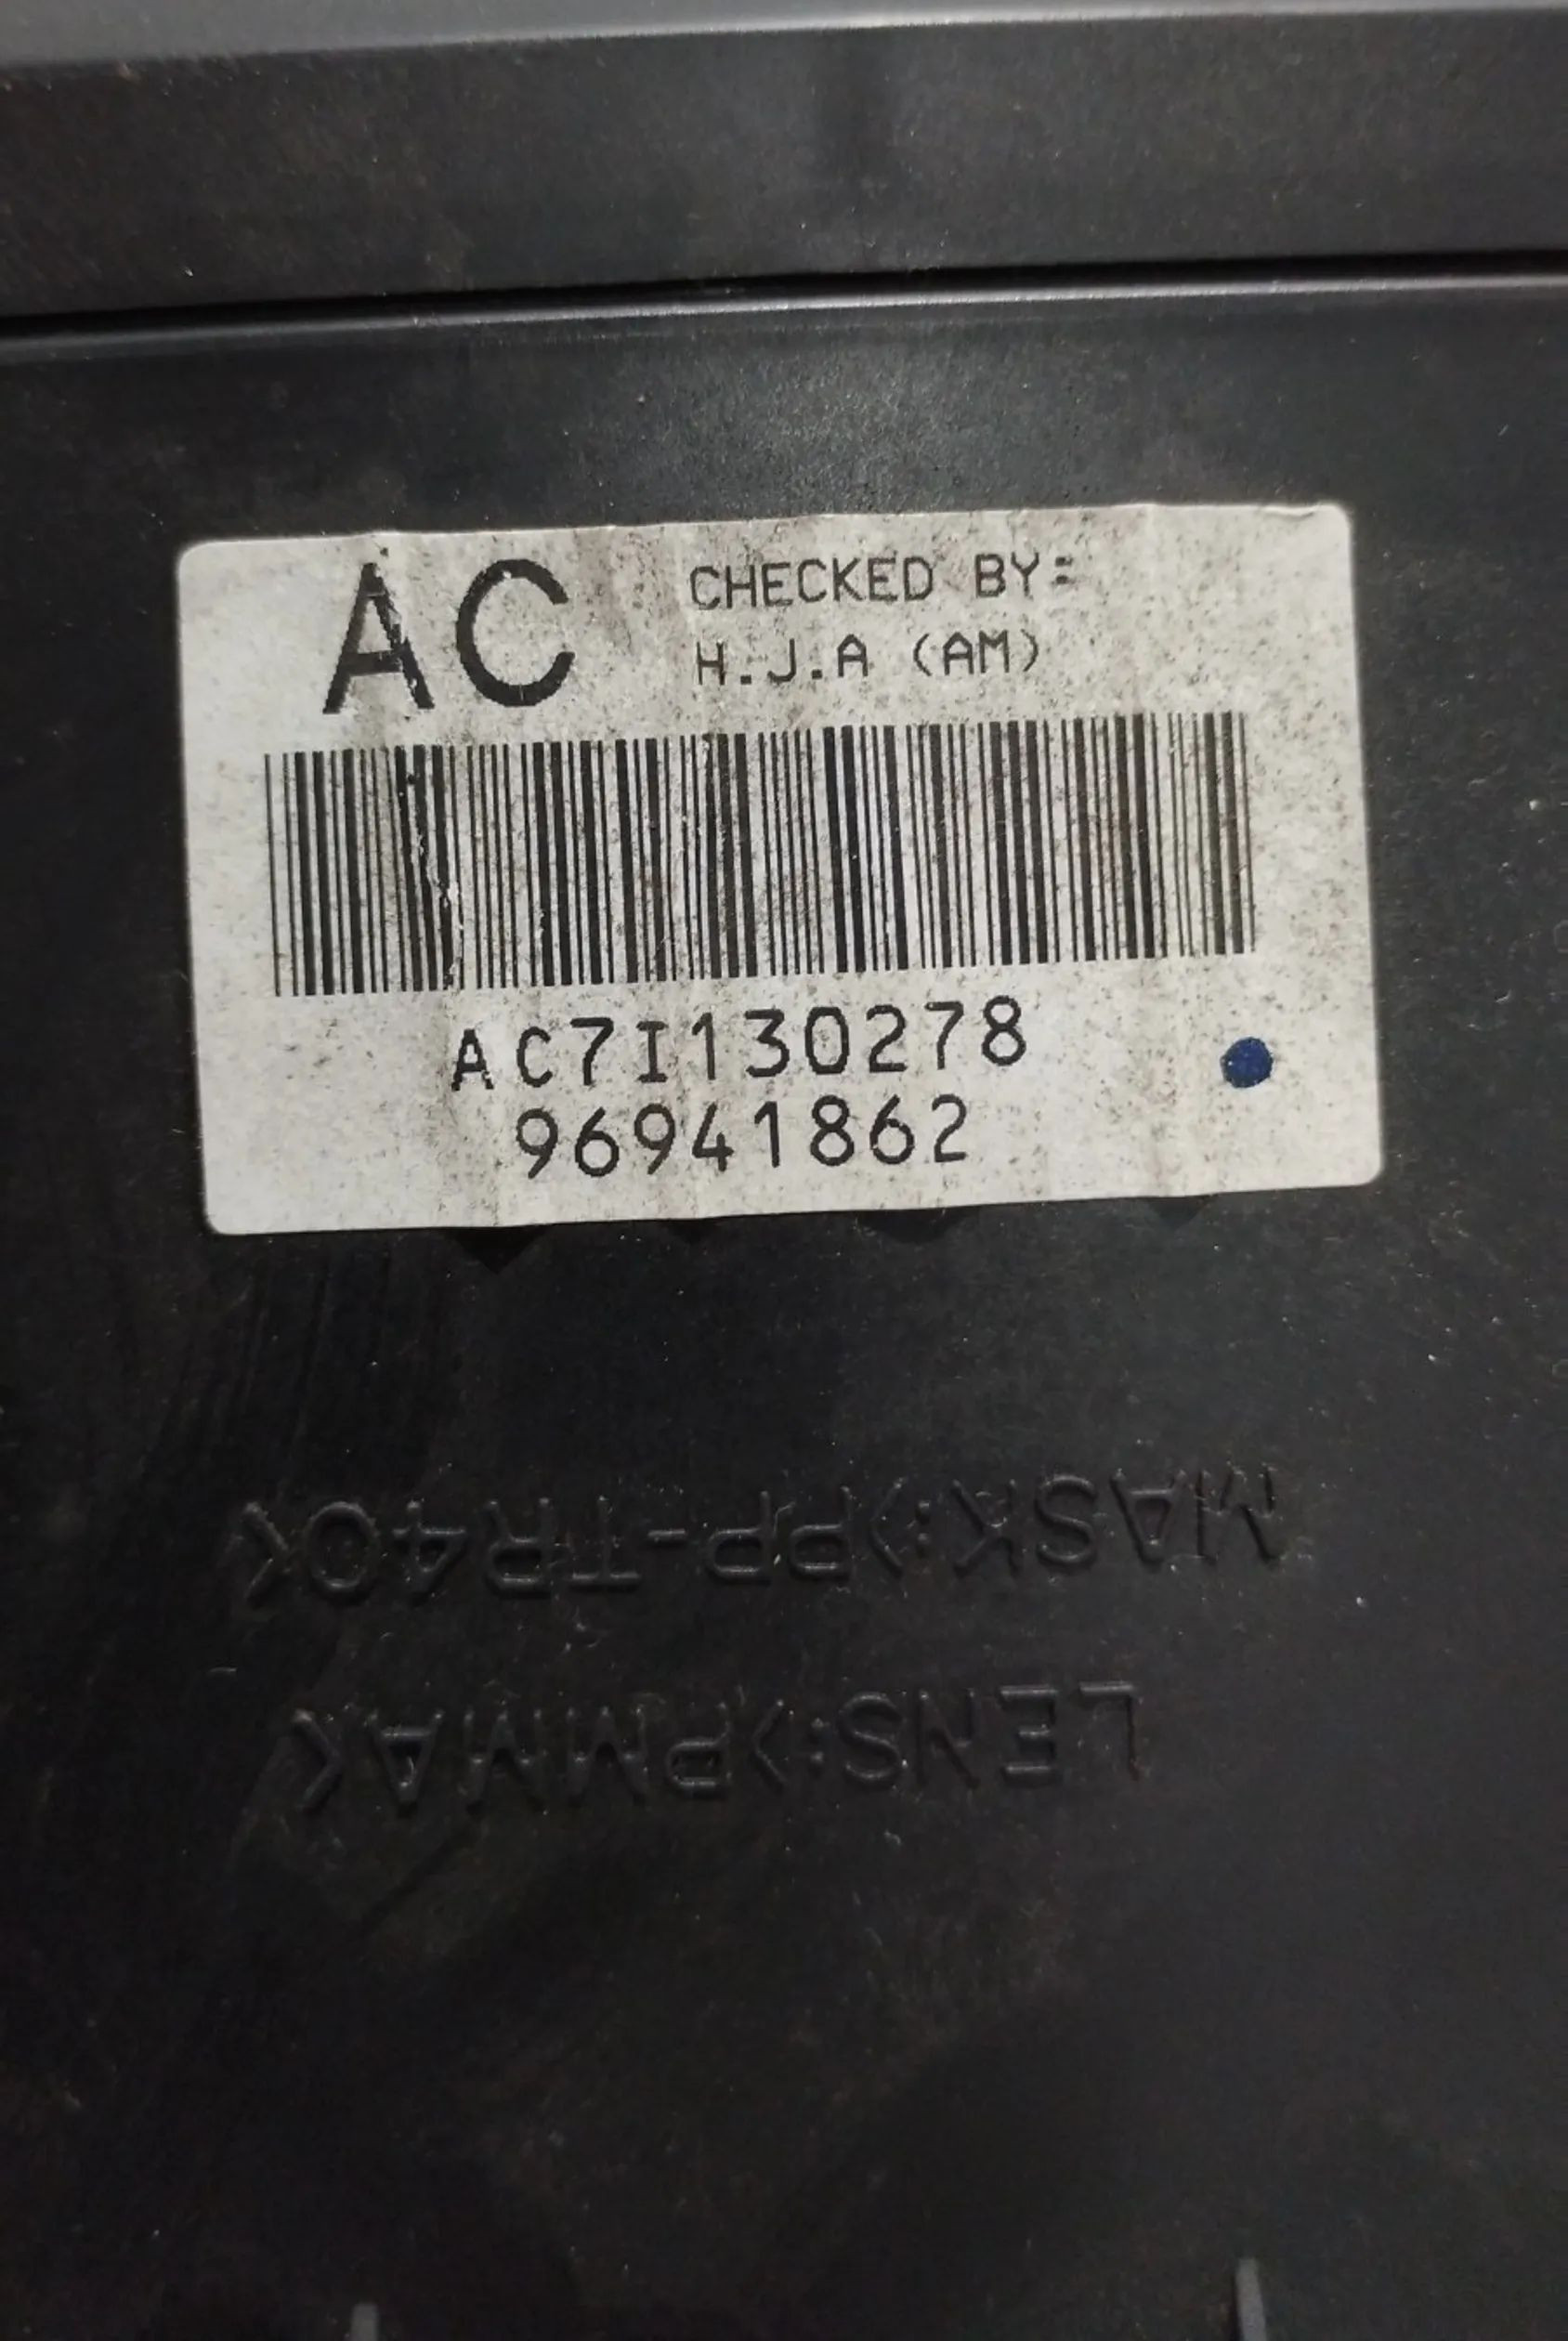 AC CHECKED BY:
H.J.A (AM)
AC7I130278
96941862
MASK:>PP-TR40<
LENS:>PMMA<